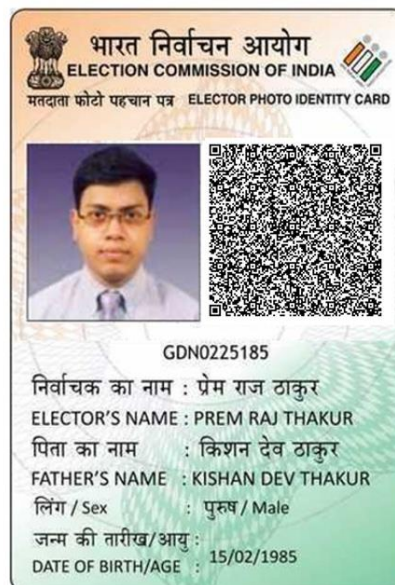 भारत निर्वाचन आयोग
ELECTION COMMISSION OF INDIA
मतदाता फोटो पहचान पत्र ELECTOR PHOTO IDENTITY CARD
GDN0225185
निर्वाचक का नाम : प्रेम राज ठाकुर
ELECTOR'S NAME : PREM RAJ THAKUR
पिता का नाम : किशन देव ठाकुर
FATHER'S NAME : KISHAN DEV THAKUR
लिंग / Sex : पुरुष / Male
जन्म की तारीख/आयु :
DATE OF BIRTH/AGE : 15/02/1985